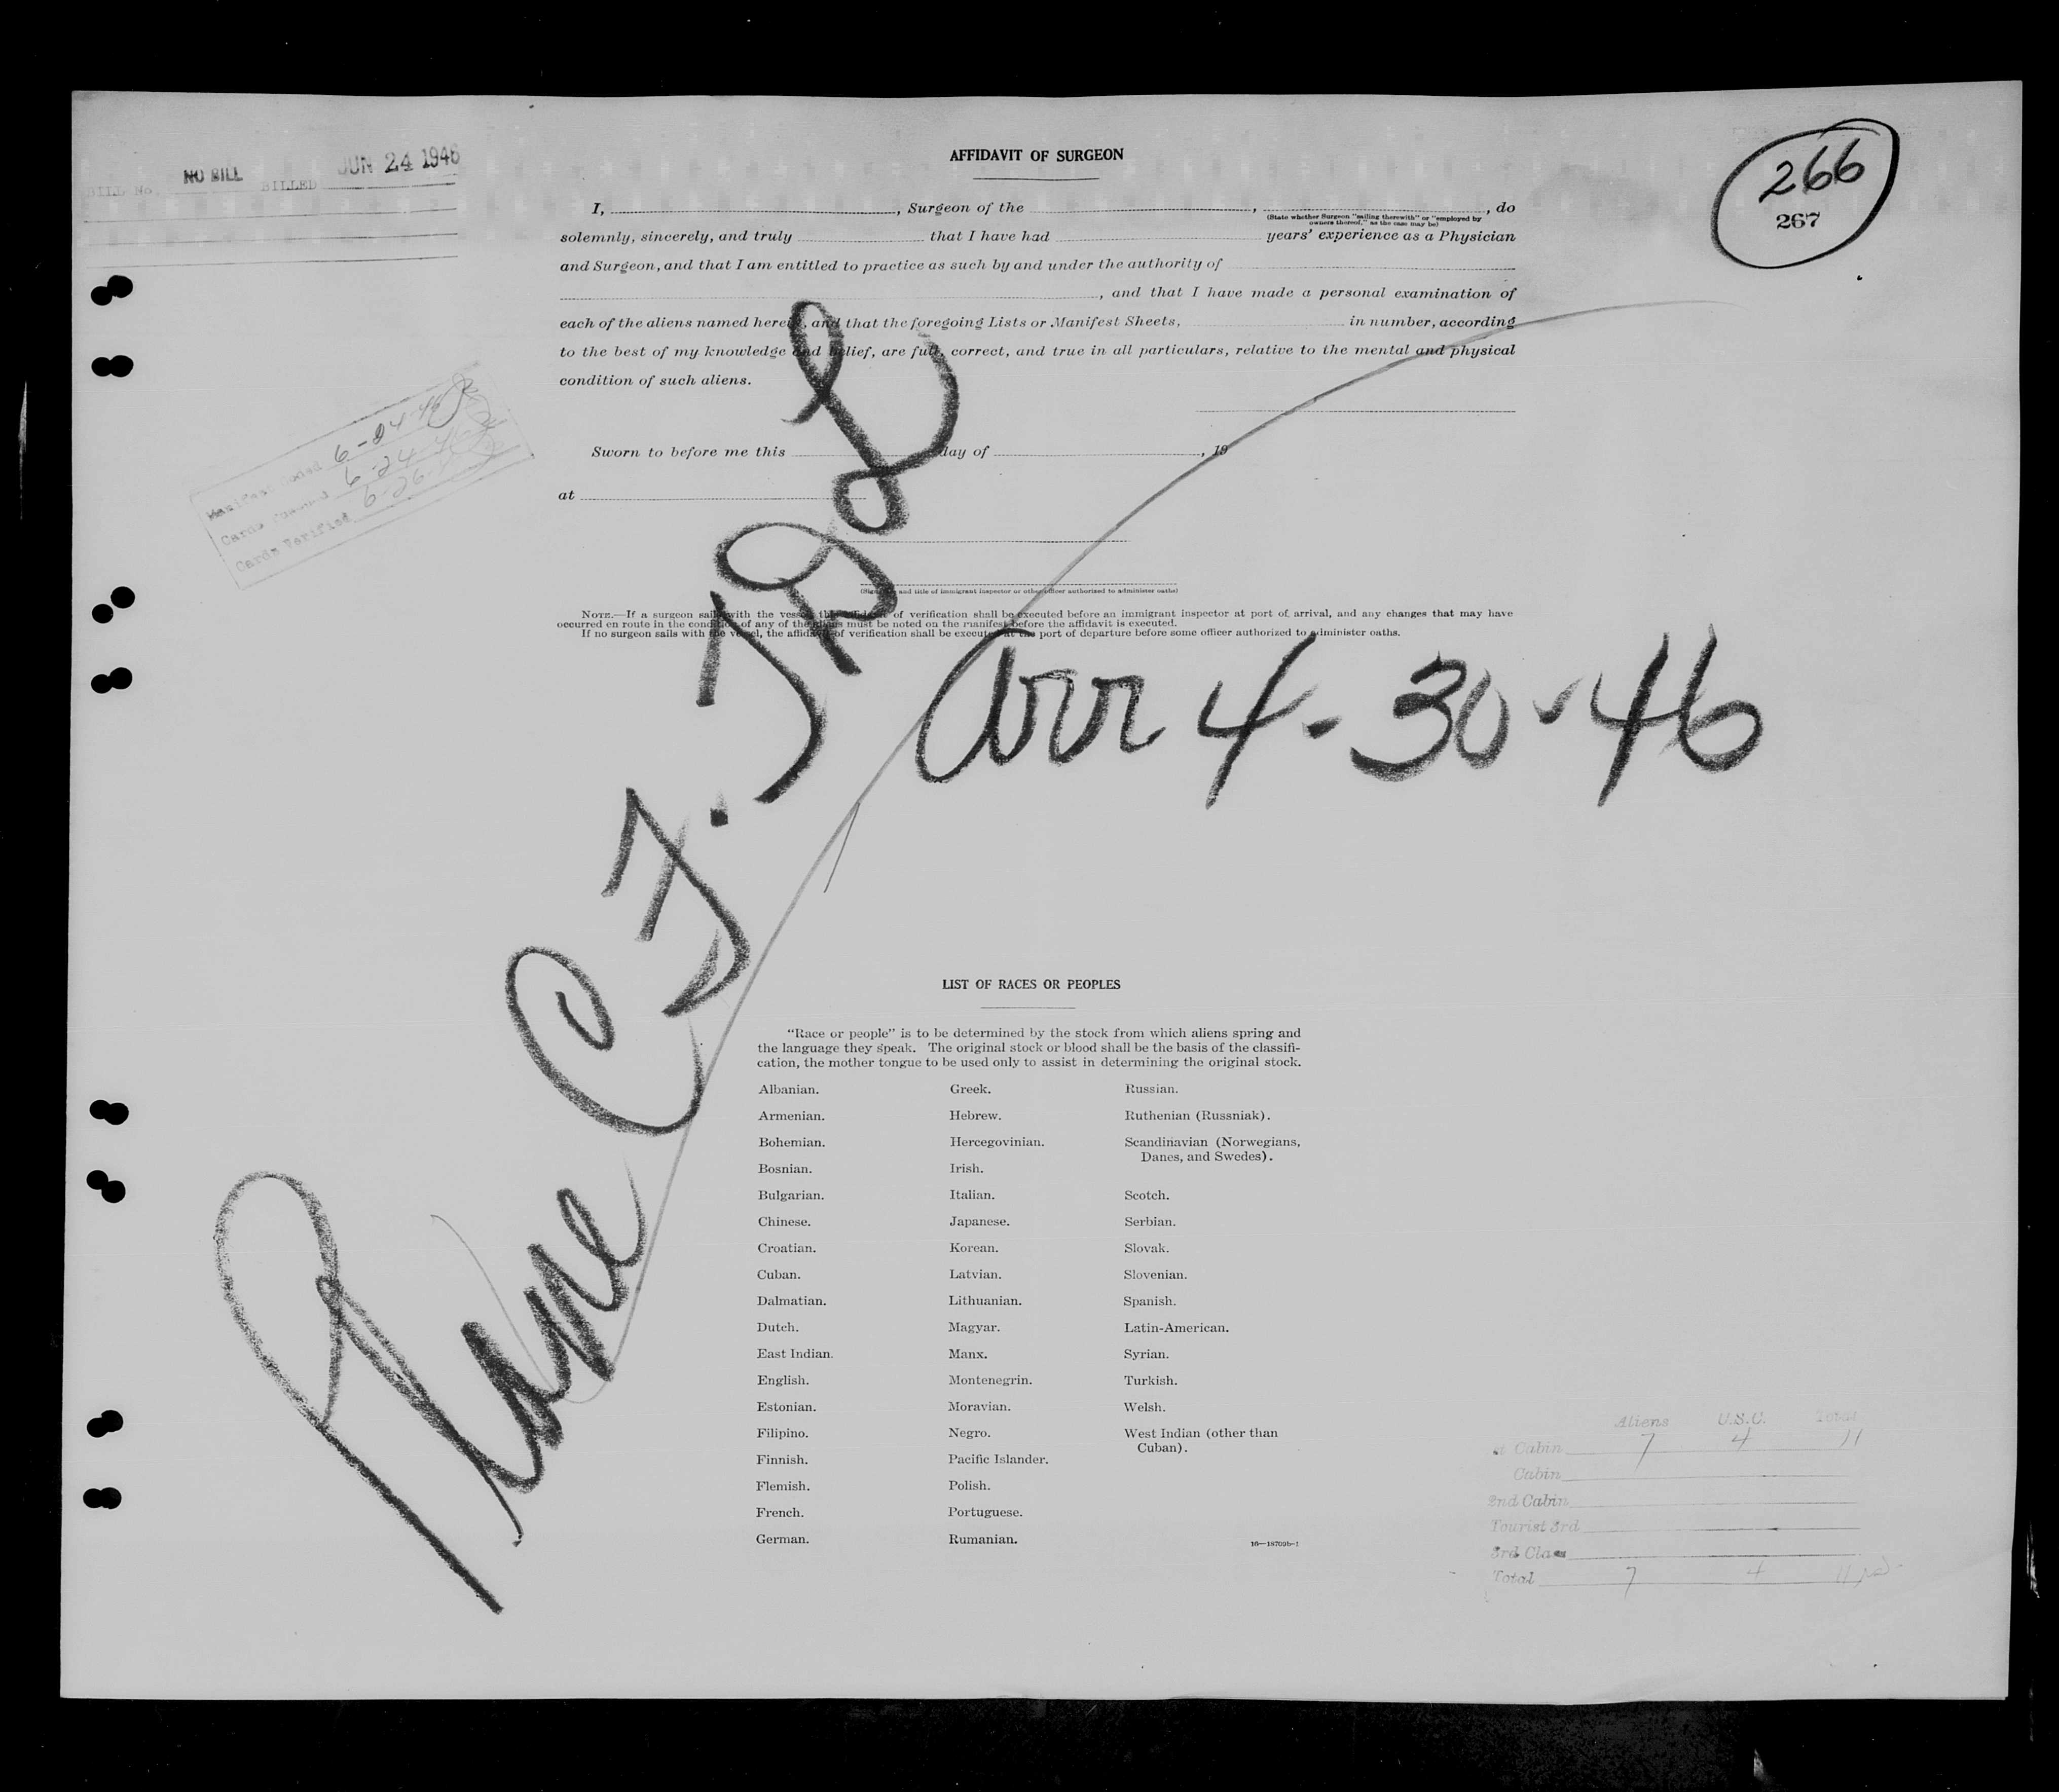 BILL No. NO BILL BILLED JUN 24 1946
266
267
AFFIDAVIT OF SURGEON
I, , Surgeon of the , , do
(State whether Surgeon "sailing therewith" or "employed by
owners thereof," as the case may be)
solemnly, sincerely, and truly that I have had years' experience as a Physician
and Surgeon, and that I am entitled to practice as such by and under the authority of
, and that I have made a personal examination of
each of the aliens named herein, and that the foregoing Lists or Manifest Sheets, in number, according
to the best of my knowledge and belief, are full, correct, and true in all particulars, relative to the mental and physical
condition of such aliens.
Manifest 6-24-46
Cards 6-24-46
Cards Verified 6-26
Sworn to before me this day of , 19
at
(Signature and title of immigrant inspector or other officer authorized to administer oaths)
NOTE.—If a surgeon sails with the vessel, the affidavit of verification shall be executed before an immigrant inspector at port of arrival, and any changes that may have
occurred en route in the condition of any of the aliens must be noted on the manifest before the affidavit is executed.
If no surgeon sails with the vessel, the affidavit of verification shall be executed at the port of departure before some officer authorized to administer oaths.
Plane C.F.
Arr 4-30-46
LIST OF RACES OR PEOPLES
"Race or people" is to be determined by the stock from which aliens spring and
the language they speak. The original stock or blood shall be the basis of the classifi-
cation, the mother tongue to be used only to assist in determining the original stock.
Albanian. Greek. Russian.
Armenian. Hebrew. Ruthenian (Russniak).
Bohemian. Hercegovinian. Scandinavian (Norwegians,
Danes, and Swedes).
Bosnian. Irish.
Bulgarian. Italian. Scotch.
Chinese. Japanese. Serbian.
Croatian. Korean. Slovak.
Cuban. Latvian. Slovenian.
Dalmatian. Lithuanian. Spanish.
Dutch. Magyar. Latin-American.
East Indian. Manx. Syrian.
English. Montenegrin. Turkish.
Estonian. Moravian. Welsh.
Filipino. Negro. West Indian (other than
Cuban).
Finnish. Pacific Islander.
Flemish. Polish.
French. Portuguese.
German. Rumanian.
16—18709b-1
Aliens U.S.C. Total
Cabin 7 4 11
Cabin
2nd Cabin
Tourist 3rd
3rd Class
Total 7 4 11